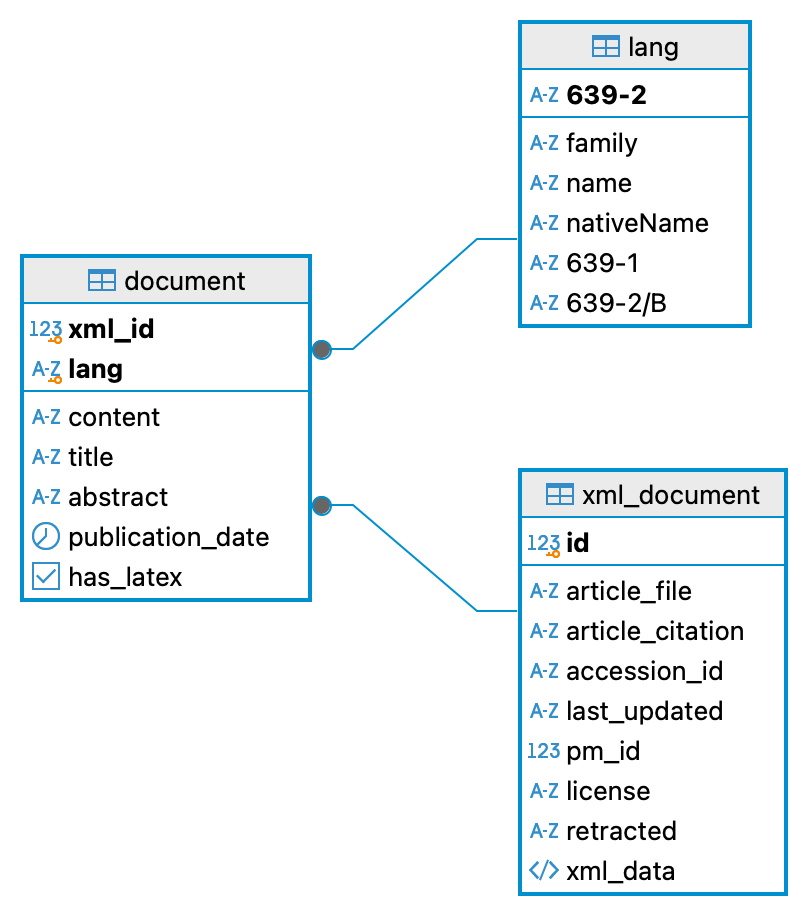 lang
A-Z 639-2
A-Z family
A-Z name
A-Z nativeName
A-Z 639-1
A-Z 639-2/B
document
123 xml_id
A-Z lang
A-Z content
A-Z title
A-Z abstract
publication_date
has_latex
xml_document
123 id
A-Z article_file
A-Z article_citation
A-Z accession_id
A-Z last_updated
123 pm_id
A-Z license
A-Z retracted
</> xml_data